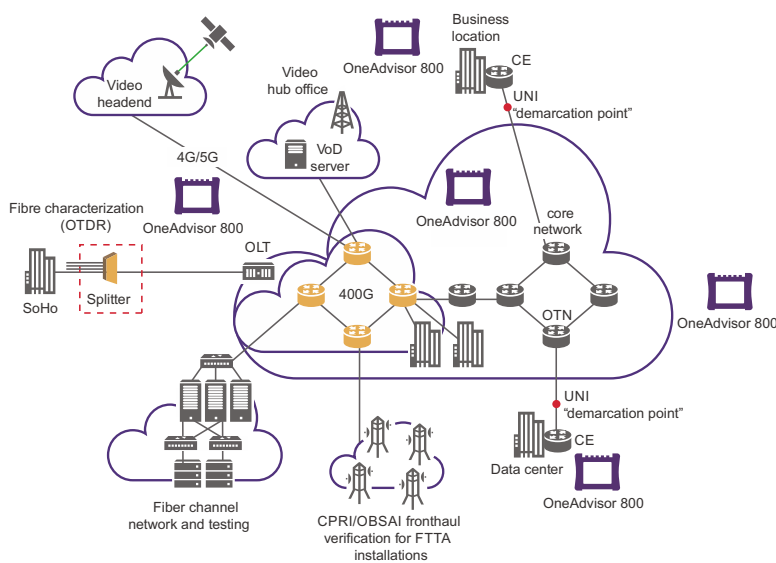 Business
location
CE
OneAdvisor 800
UNI
“demarcation point”
Video
headend
Video
hub office
VoD
server
4G/5G
OneAdvisor 800
OneAdvisor 800
Fibre characterization
(OTDR)
SoHo
Splitter
OLT
core
network
400G
OTN
OneAdvisor 800
UNI
“demarcation point”
CE
Data center
OneAdvisor 800
Fiber channel
network and testing
CPRI/OBSAI fronthaul
verification for FTTA
installations